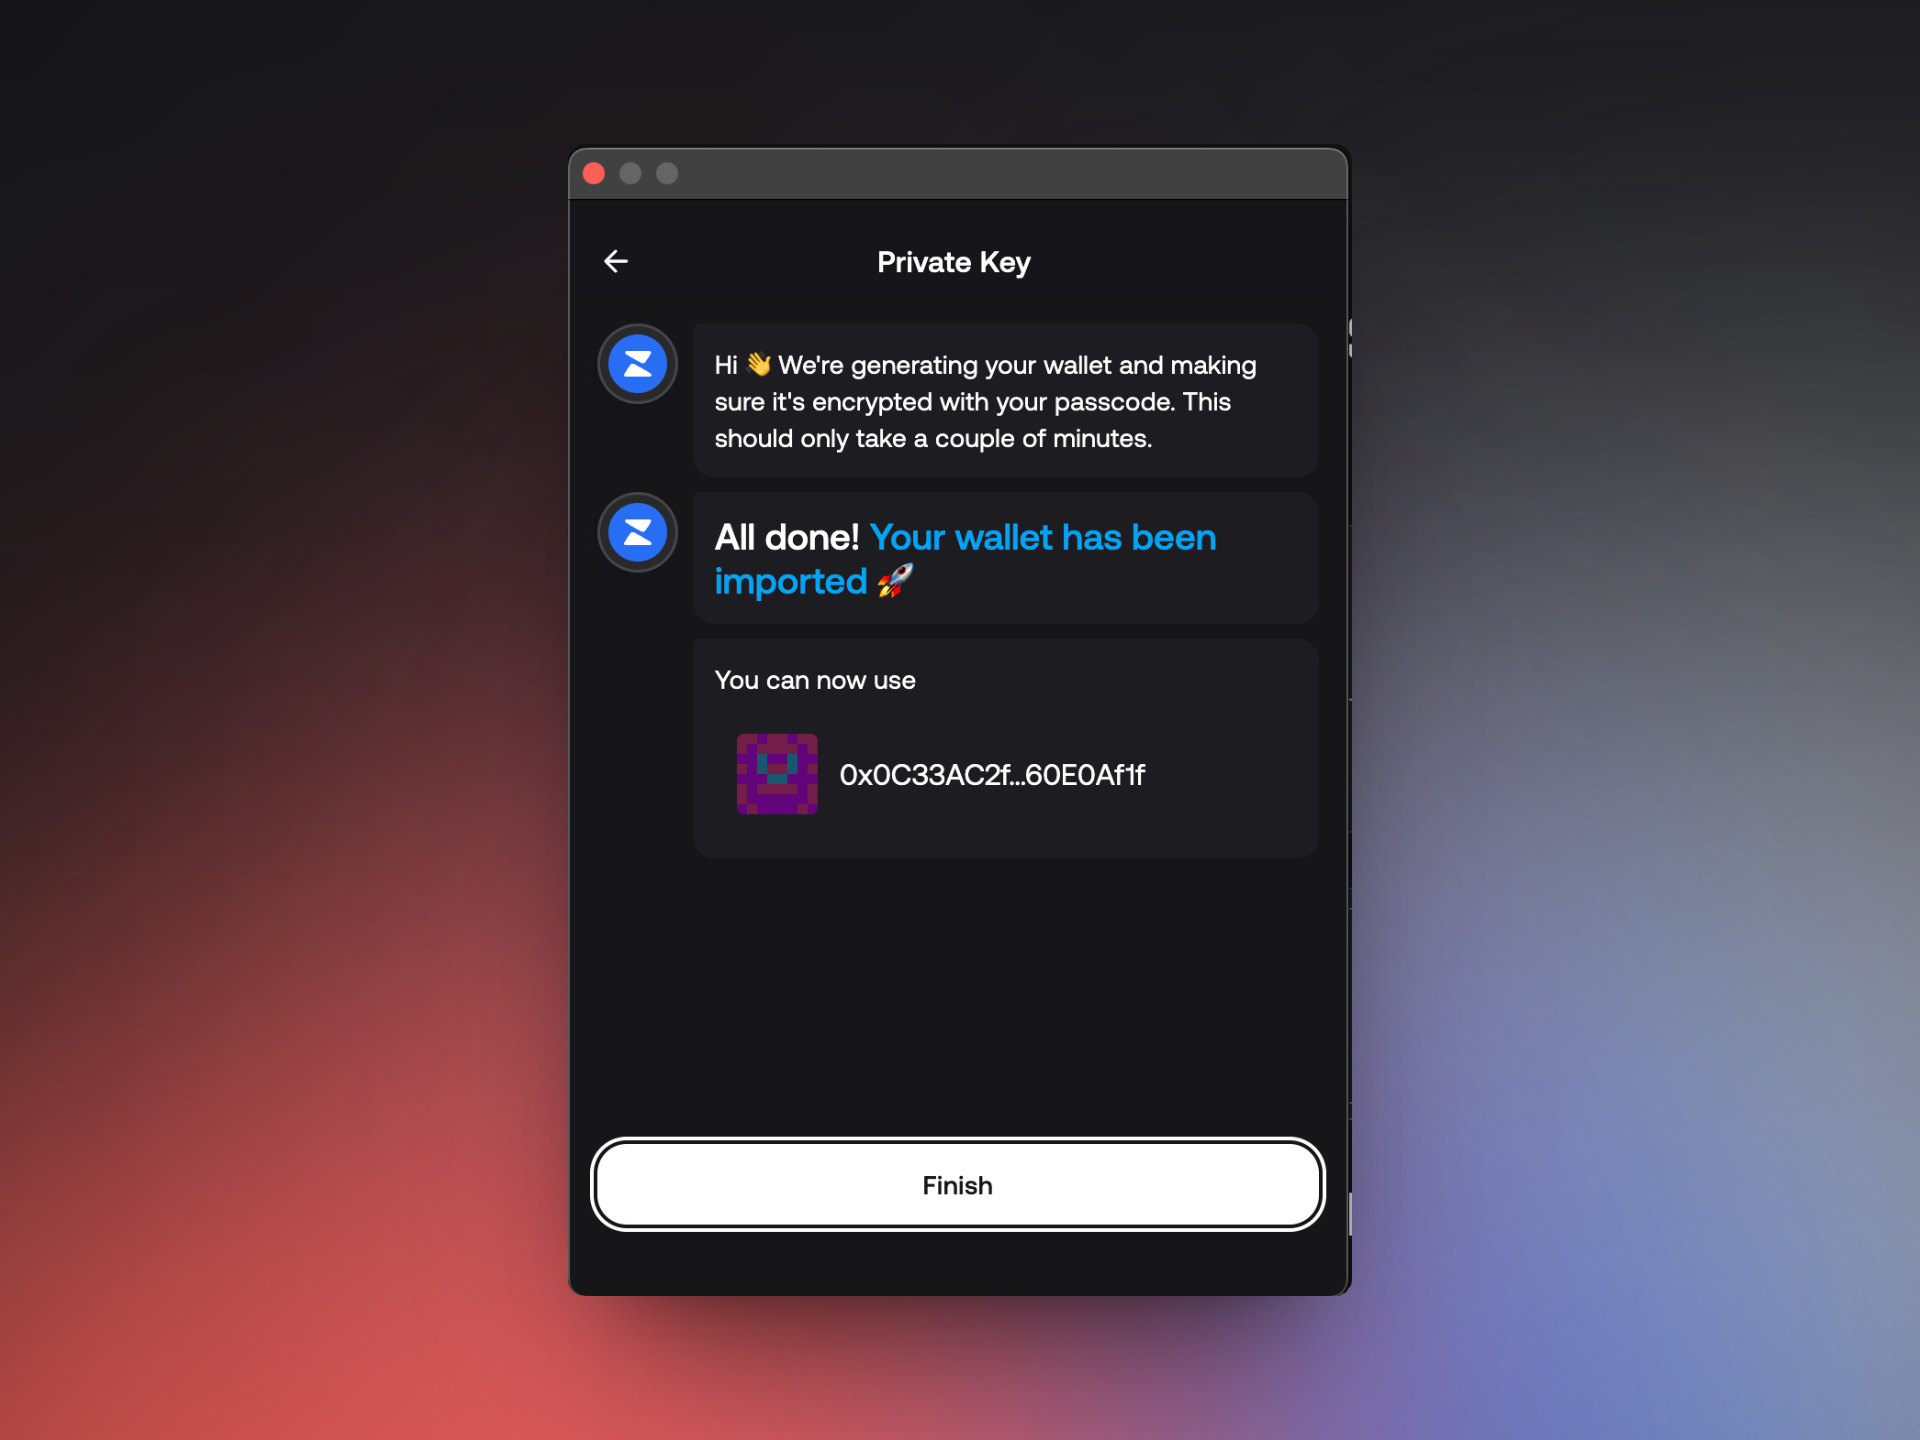 Private Key
Hi 👋 We're generating your wallet and making
sure it's encrypted with your passcode. This
should only take a couple of minutes.
All done! Your wallet has been
imported 🚀
You can now use
0x0C33AC2f...60E0Af1f
Finish